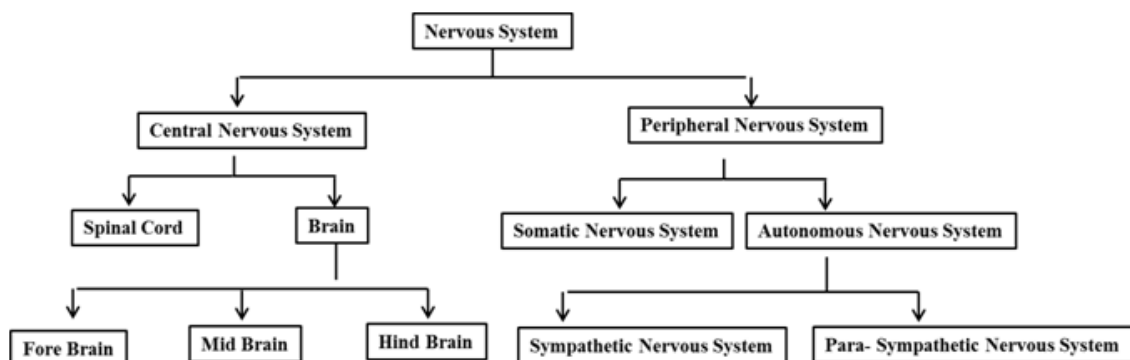 Nervous System
Central Nervous System
Peripheral Nervous System
Spinal Cord
Brain
Somatic Nervous System
Autonomous Nervous System
Fore Brain
Mid Brain
Hind Brain
Sympathetic Nervous System
Para- Sympathetic Nervous System